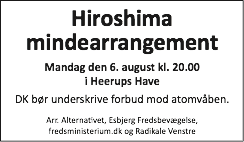 Hiroshima
mindearrangement
Mandag den 6. august kl. 20.00
i Heerups Have
DK bør underskrive forbud mod atomvåben.
Arr. Alternativet, Esbjerg Fredsbevægelse,
fredsministerium.dk og Radikale Venstre